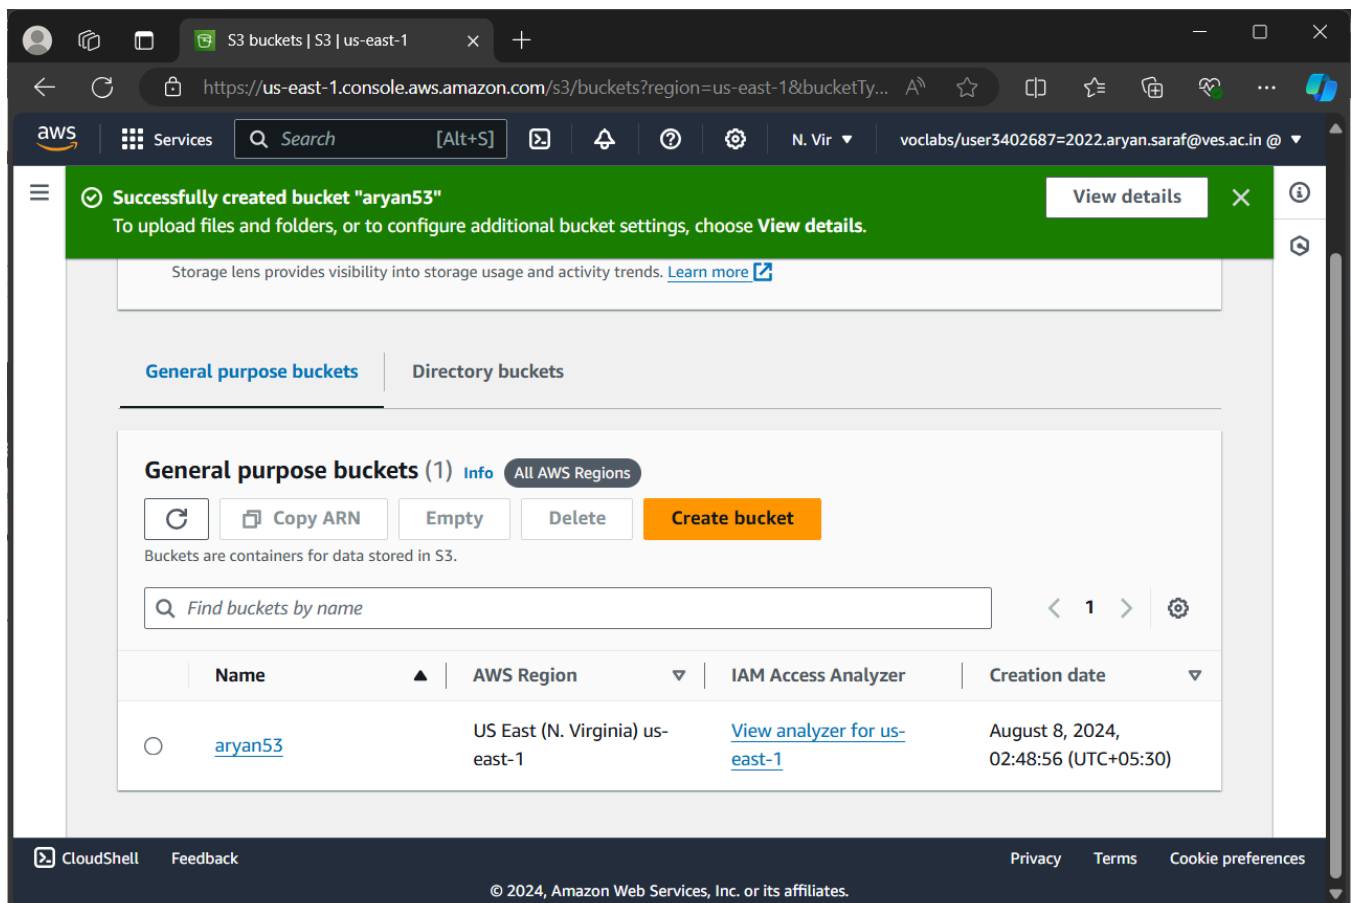 S3 buckets | S3 | us-east-1
https://us-east-1.console.aws.amazon.com/s3/buckets?region=us-east-1&bucketTy...
aws Services Search [Alt+S] N. Vir voclabs/user3402687=2022.aryan.saraf@ves.ac.in @
Successfully created bucket "aryan53" View details
To upload files and folders, or to configure additional bucket settings, choose View details.
Storage lens provides visibility into storage usage and activity trends. Learn more
General purpose buckets Directory buckets
General purpose buckets (1) Info All AWS Regions
Copy ARN Empty Delete Create bucket
Buckets are containers for data stored in S3.
Find buckets by name 1
Name AWS Region IAM Access Analyzer Creation date
aryan53 US East (N. Virginia) us- View analyzer for us- August 8, 2024,
east-1 east-1 02:48:56 (UTC+05:30)
CloudShell Feedback Privacy Terms Cookie preferences
© 2024, Amazon Web Services, Inc. or its affiliates.